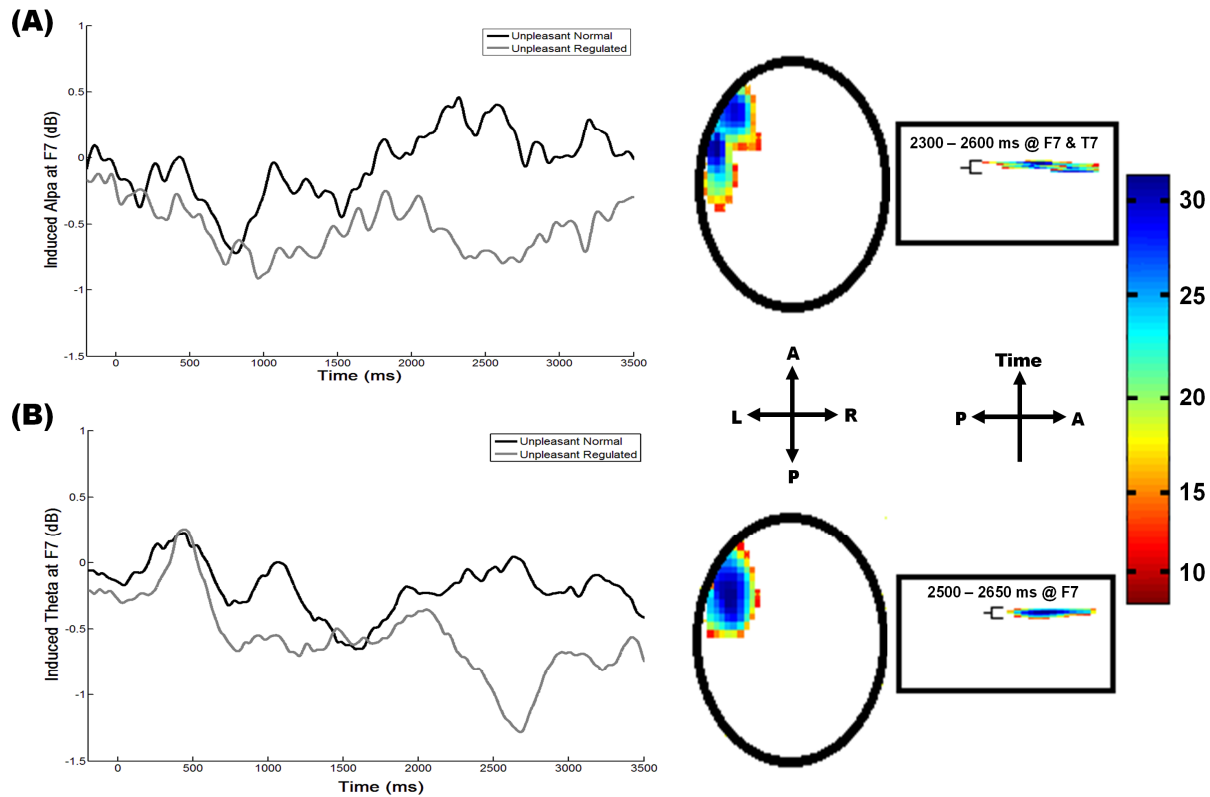 (A)
Induced Alpa at F7 (dB)
1
0.5
0
-0.5
-1
-1.5
Unpleasant Normal
Unpleasant Regulated
0
500
1000
1500
2000
2500
3000
3500
Time (ms)
2300 – 2600 ms @ F7 & T7
(B)
Induced Theta at F7 (dB)
1
0.5
0
-0.5
-1
-1.5
Unpleasant Normal
Unpleasant Regulated
0
500
1000
1500
2000
2500
3000
3500
Time (ms)
A
L
R
P
Time
P
A
2500 – 2650 ms @ F7
30
25
20
15
10